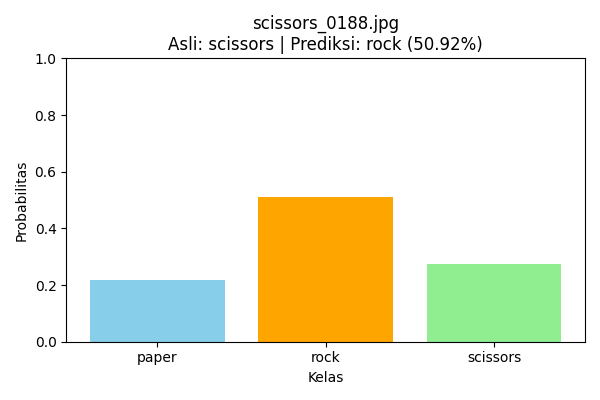 scissors_0188.jpg
Asli: scissors | Prediksi: rock (50.92%)
1.0
0.8
0.6
0.4
0.2
0.0
Probabilitas
paper
rock
scissors
Kelas